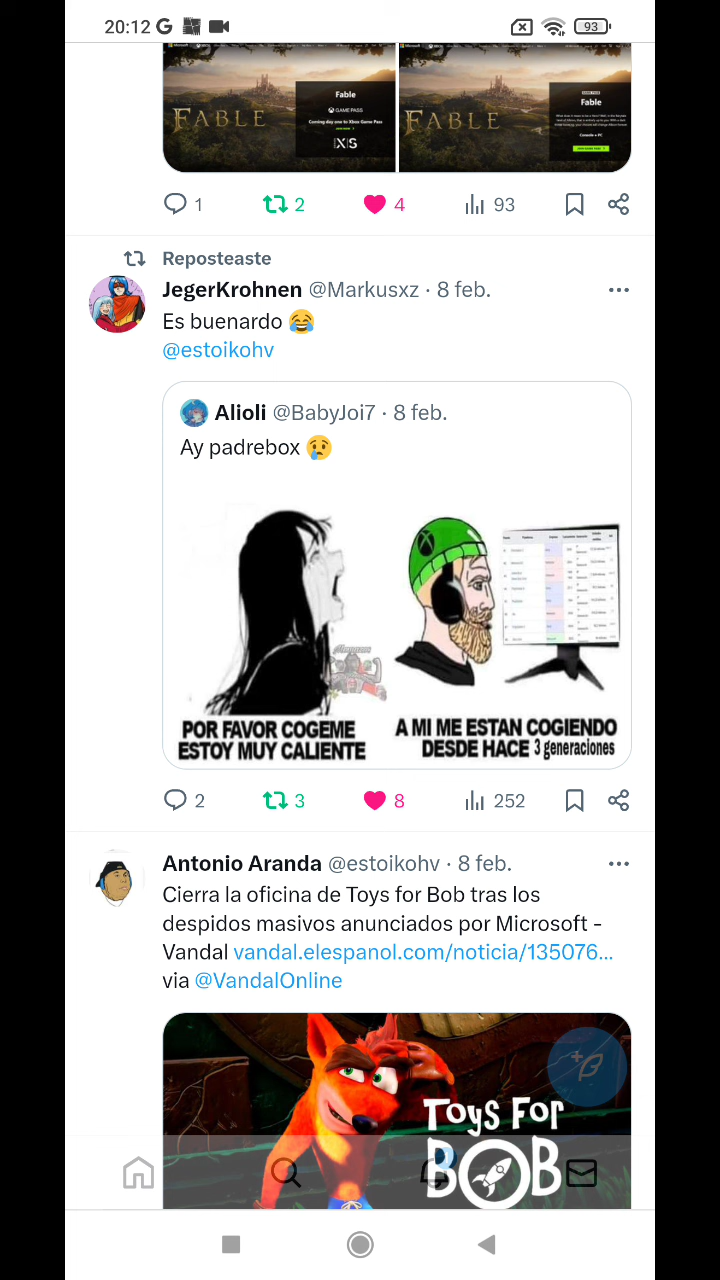 20:12
93
FABLE
Fable
GAME PASS
Coming day one to Xbox Game Pass
X|S
FABLE
Fable
Console + PC
1 2 4 93
Reposteaste
JegerKrohnen @Markusxz · 8 feb.
Es buenardo 😂
@estoikohv
Alioli @BabyJoi7 · 8 feb.
Ay padrebox 😢
POR FAVOR COGEME
ESTOY MUY CALIENTE
A MI ME ESTAN COGIENDO
DESDE HACE 3 generaciones
2 3 8 252
Antonio Aranda @estoikohv · 8 feb.
Cierra la oficina de Toys for Bob tras los
despidos masivos anunciados por Microsoft -
Vandal vandal.elespanol.com/noticia/135076...
via @VandalOnline
TOYS FOR
BOB